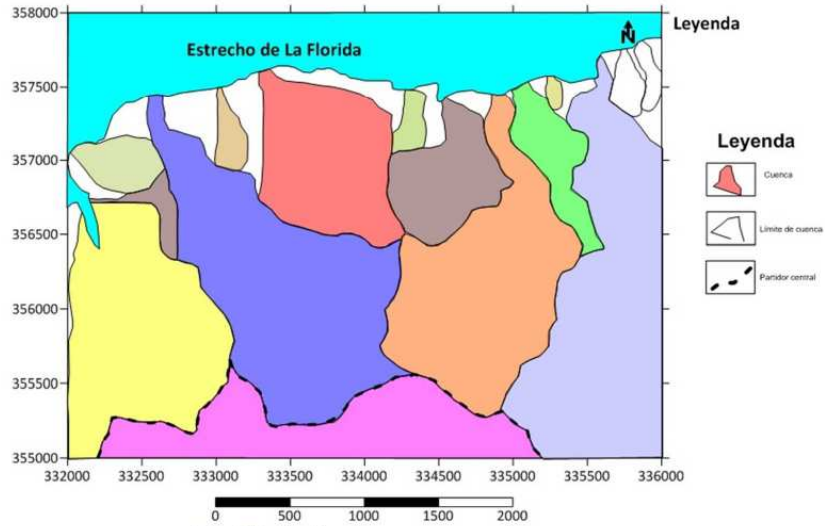 358000
357500
357000
356500
356000
355500
355000
Estrecho de La Florida
N
Leyenda
Leyenda
Cuenca
Límite de cuenca
Partidor central
332000 332500 333000 333500 334000 334500 335000 335500 336000
0 500 1000 1500 2000